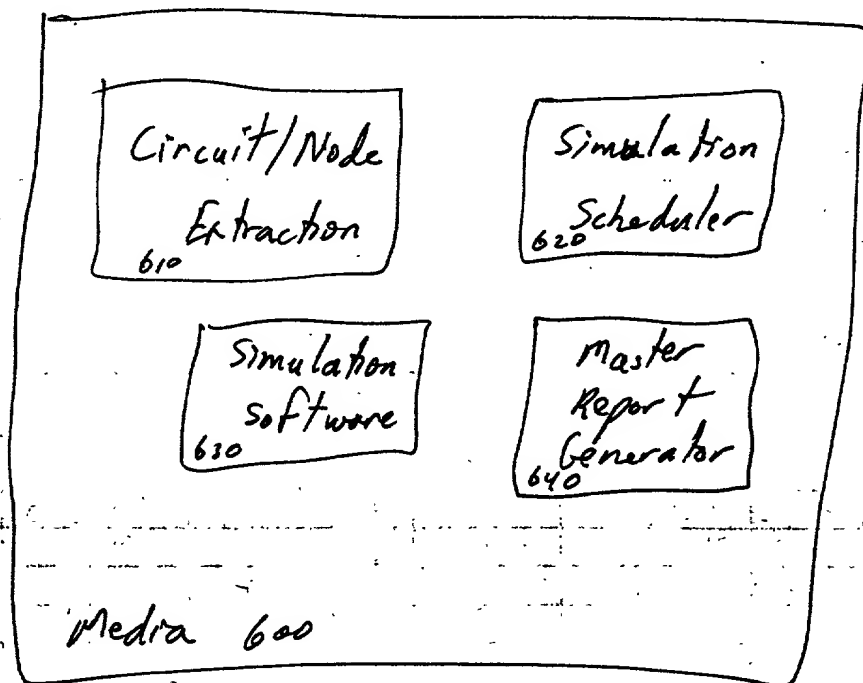 Circuit/Node
Extraction
610
Simulation
Scheduler
620
Simulation
Software
630
Master
Report
Generator
640
Media 600